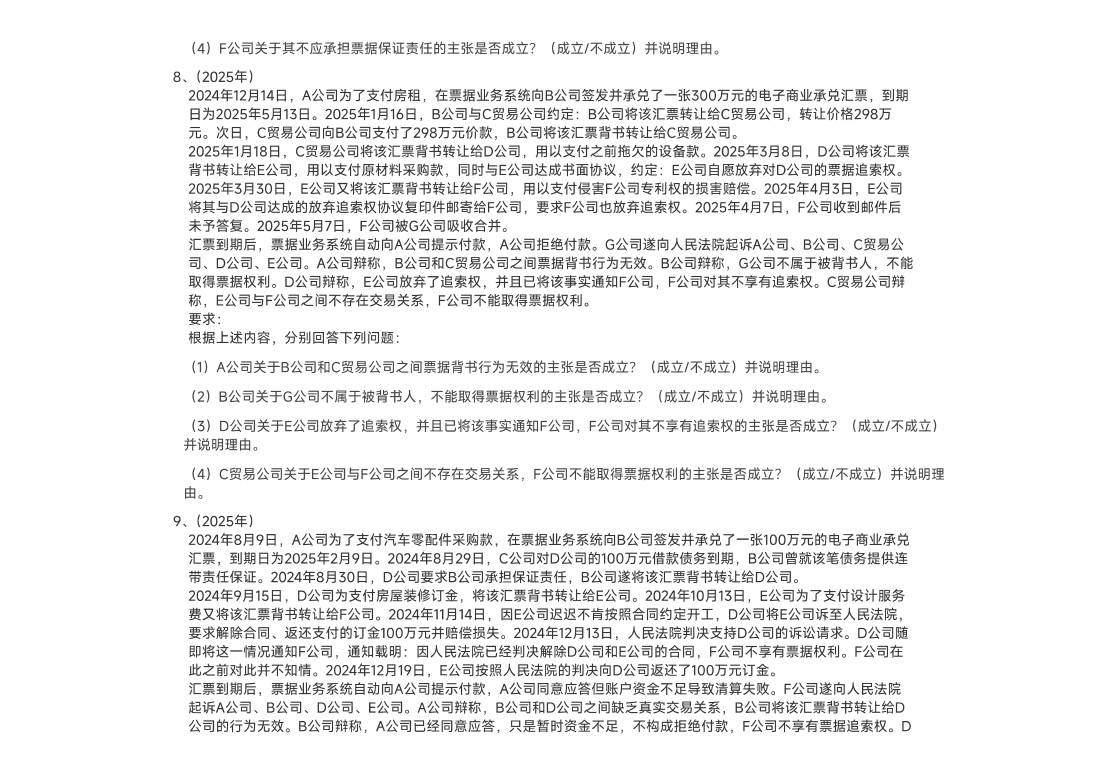 （4）F公司关于其不应承担票据保证责任的主张是否成立？（成立/不成立）并说明理由。
8、（2025年）
2024年12月14日，A公司为了支付房租，在票据业务系统向B公司签发并承兑了一张300万元的电子商业承兑汇票，到期
日为2025年5月13日。2025年1月16日，B公司与C贸易公司约定：B公司将该汇票转让给C贸易公司，转让价格298万
元。次日，C贸易公司向B公司支付了298万元价款，B公司将该汇票背书转让给C贸易公司。
2025年1月18日，C贸易公司将该汇票背书转让给D公司，用以支付之前拖欠的设备款。2025年3月8日，D公司将该汇票
背书转让给E公司，用以支付原材料采购款，同时与E公司达成书面协议，约定：E公司自愿放弃对D公司的票据追索权。
2025年3月30日，E公司又将该汇票背书转让给F公司，用以支付侵害F公司专利权的损害赔偿。2025年4月3日，E公司
将其与D公司达成的放弃追索权协议复印件邮寄给F公司，要求F公司也放弃追索权。2025年4月7日，F公司收到邮件后
未予答复。2025年5月7日，F公司被G公司吸收合并。
汇票到期后，票据业务系统自动向A公司提示付款，A公司拒绝付款。G公司遂向人民法院起诉A公司、B公司、C贸易公
司、D公司、E公司。A公司辩称，B公司和C贸易公司之间票据背书行为无效。B公司辩称，G公司不属于被背书人，不能
取得票据权利。D公司辩称，E公司放弃了追索权，并且已将该事实通知F公司，F公司对其不享有追索权。C贸易公司辩
称，E公司与F公司之间不存在交易关系，F公司不能取得票据权利。
要求：
根据上述内容，分别回答下列问题：
（1）A公司关于B公司和C贸易公司之间票据背书行为无效的主张是否成立？（成立/不成立）并说明理由。
（2）B公司关于G公司不属于被背书人，不能取得票据权利的主张是否成立？（成立/不成立）并说明理由。
（3）D公司关于E公司放弃了追索权，并且已将该事实通知F公司，F公司对其不享有追索权的主张是否成立？（成立/不成立）
并说明理由。
（4）C贸易公司关于E公司与F公司之间不存在交易关系，F公司不能取得票据权利的主张是否成立？（成立/不成立）并说明理
由。
9、（2025年）
2024年8月9日，A公司为了支付汽车零配件采购款，在票据业务系统向B公司签发并承兑了一张100万元的电子商业承兑
汇票，到期日为2025年2月9日。2024年8月29日，C公司对D公司的100万元借款债务到期，B公司曾就该笔债务提供连
带责任保证。2024年8月30日，D公司要求B公司承担保证责任，B公司遂将该汇票背书转让给D公司。
2024年9月15日，D公司为支付房屋装修订金，将该汇票背书转让给E公司。2024年10月13日，E公司为了支付设计服务
费又将该汇票背书转让给F公司。2024年11月14日，因E公司迟迟不肯按照合同约定开工，D公司将E公司诉至人民法院，
要求解除合同、返还支付的订金100万元并赔偿损失。2024年12月13日，人民法院判决支持D公司的诉讼请求。D公司随
即将这一情况通知F公司，通知载明：因人民法院已经判决解除D公司和E公司的合同，F公司不享有票据权利。F公司在
此之前对此并不知情。2024年12月19日，E公司按照人民法院的判决向D公司返还了100万元订金。
汇票到期后，票据业务系统自动向A公司提示付款，A公司同意应答但账户资金不足导致清算失败。F公司遂向人民法院
起诉A公司、B公司、D公司、E公司。A公司辩称，B公司和D公司之间缺乏真实交易关系，B公司将该汇票背书转让给D
公司的行为无效。B公司辩称，A公司已经同意应答，只是暂时资金不足，不构成拒绝付款，F公司不享有票据追索权。D